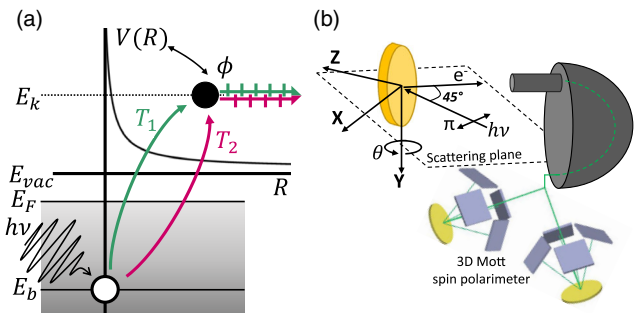 (a)
V(R)
ϕ
E_k
T_1
T_2
E_vac
R
E_F
hν
E_b
(b)
Z
e⁻
45°
X
π
hν
θ
Scattering plane
Y
3D Mott
spin polarimeter